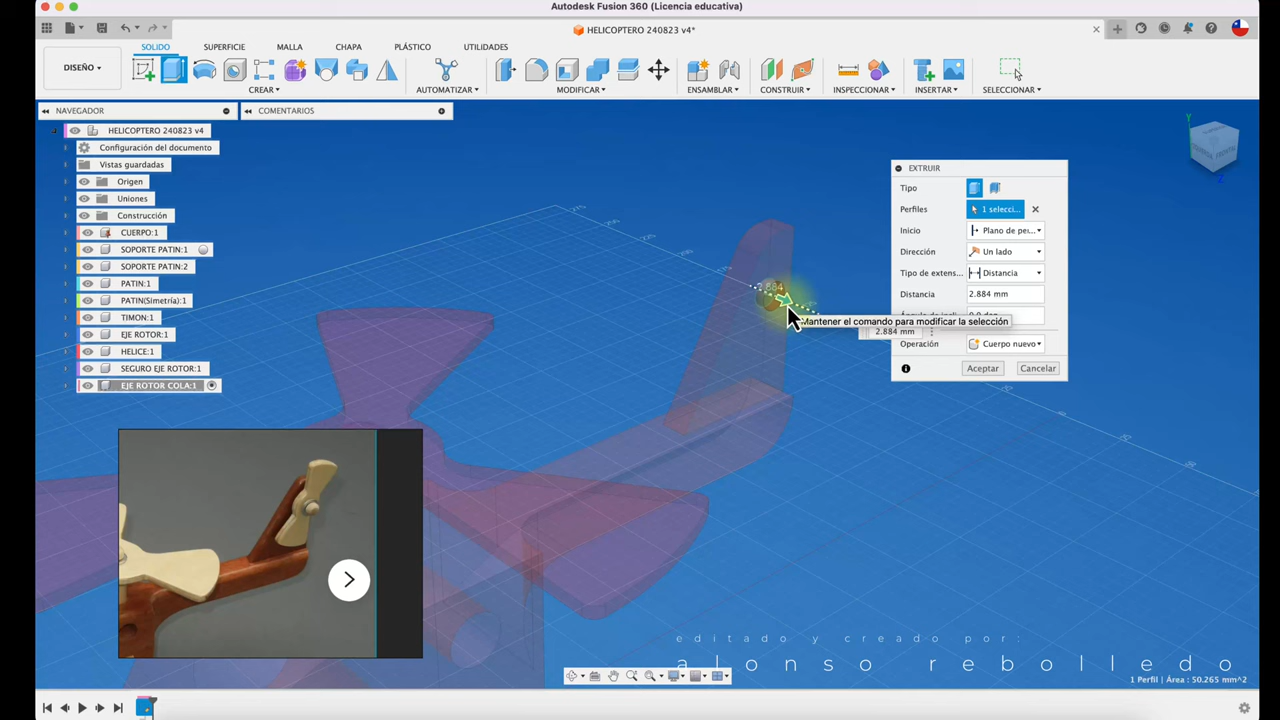 Autodesk Fusion 360 (Licencia educativa)
HELICOPTERO 240823 v4*
DISEÑO
SOLIDO
SUPERFICIE
MALLA
CHAPA
PLÁSTICO
UTILIDADES
CREAR
AUTOMATIZAR
MODIFICAR
ENSAMBLAR
CONSTRUIR
INSPECCIONAR
INSERTAR
SELECCIONAR
NAVEGADOR
COMENTARIOS
HELICOPTERO 240823 v4
Configuración del documento
Vistas guardadas
Origen
Uniones
Construcción
CUERPO:1
SOPORTE PATIN:1
SOPORTE PATIN:2
PATIN:1
PATIN(Simetría):1
TIMON:1
EJE ROTOR:1
HELICE:1
SEGURO EJE ROTOR:1
EJE ROTOR COLA:1
EXTRUIR
Tipo
Perfiles 1 selecci...
Inicio Plano de per...
Dirección Un lado
Tipo de extens... Distancia
Distancia 2.884 mm
Operación Cuerpo nuevo
Aceptar Cancelar
2.884
Mantener el comando para modificar la selección
2.884 mm
editado y creado por:
alonso rebolledo
1 Perfil | Área : 50.265 mm^2